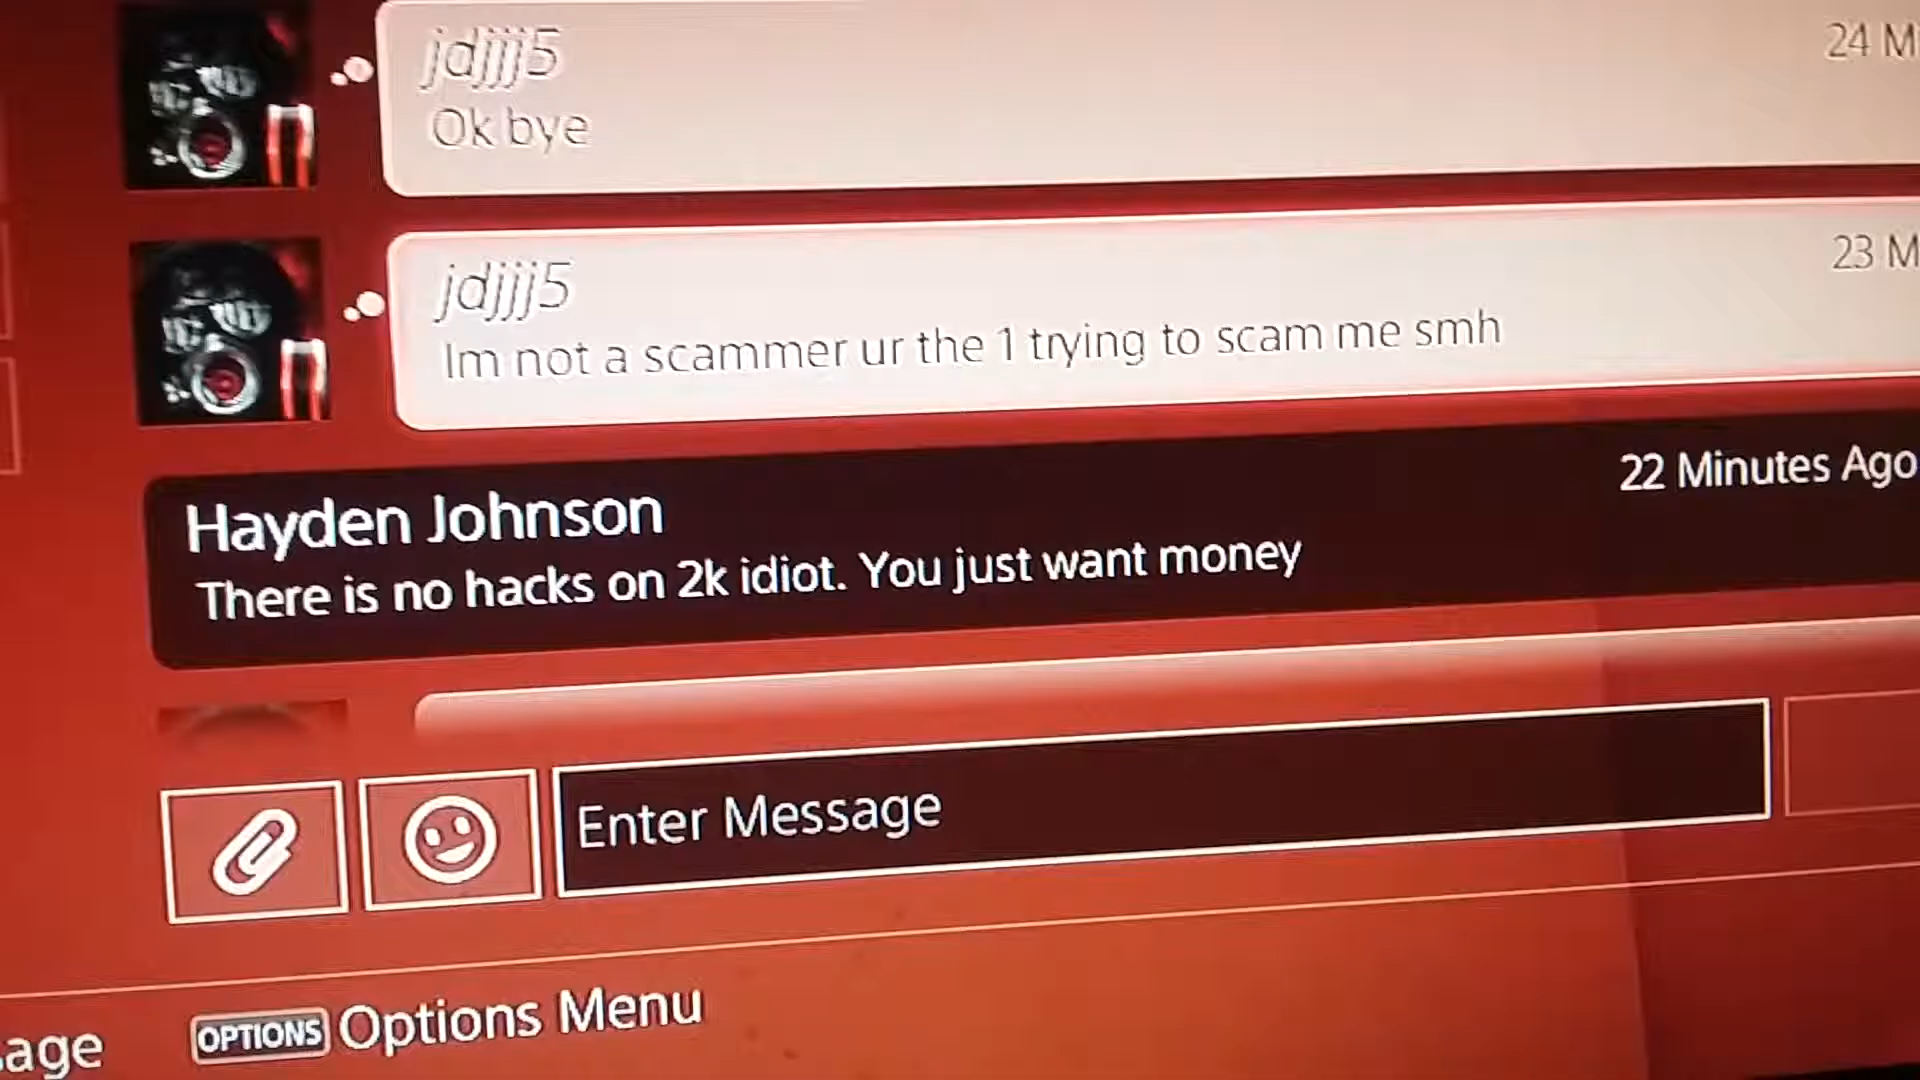 jdjjj5
24 M
Ok bye
jdjjj5
23 M
Im not a scammer ur the 1 trying to scam me smh
22 Minutes Ago
Hayden Johnson
There is no hacks on 2k idiot. You just want money
Enter Message
sage OPTIONS Options Menu